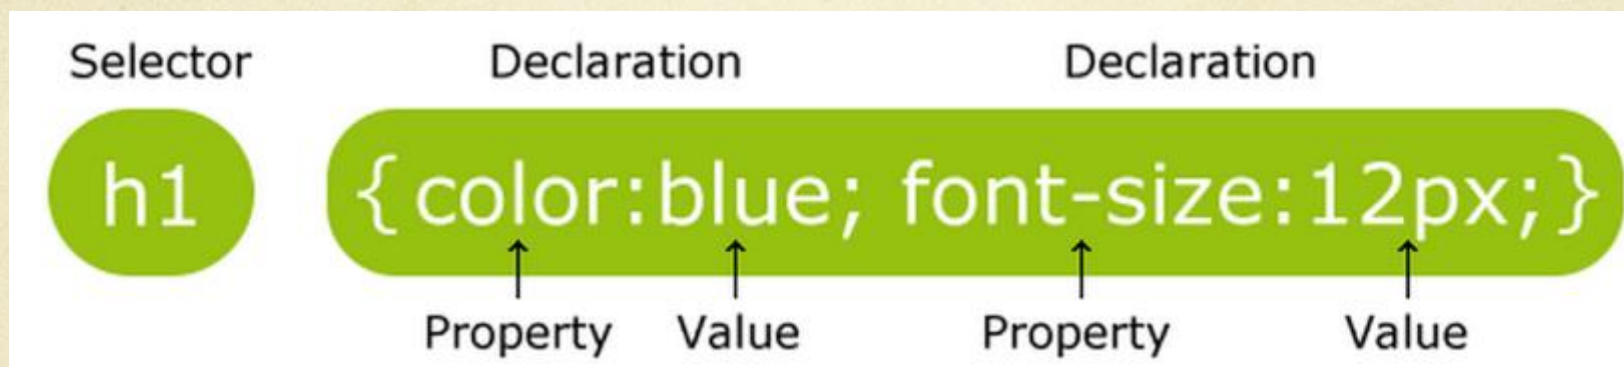 Selector Declaration Declaration
h1 {color:blue; font-size:12px;}
Property Value Property Value